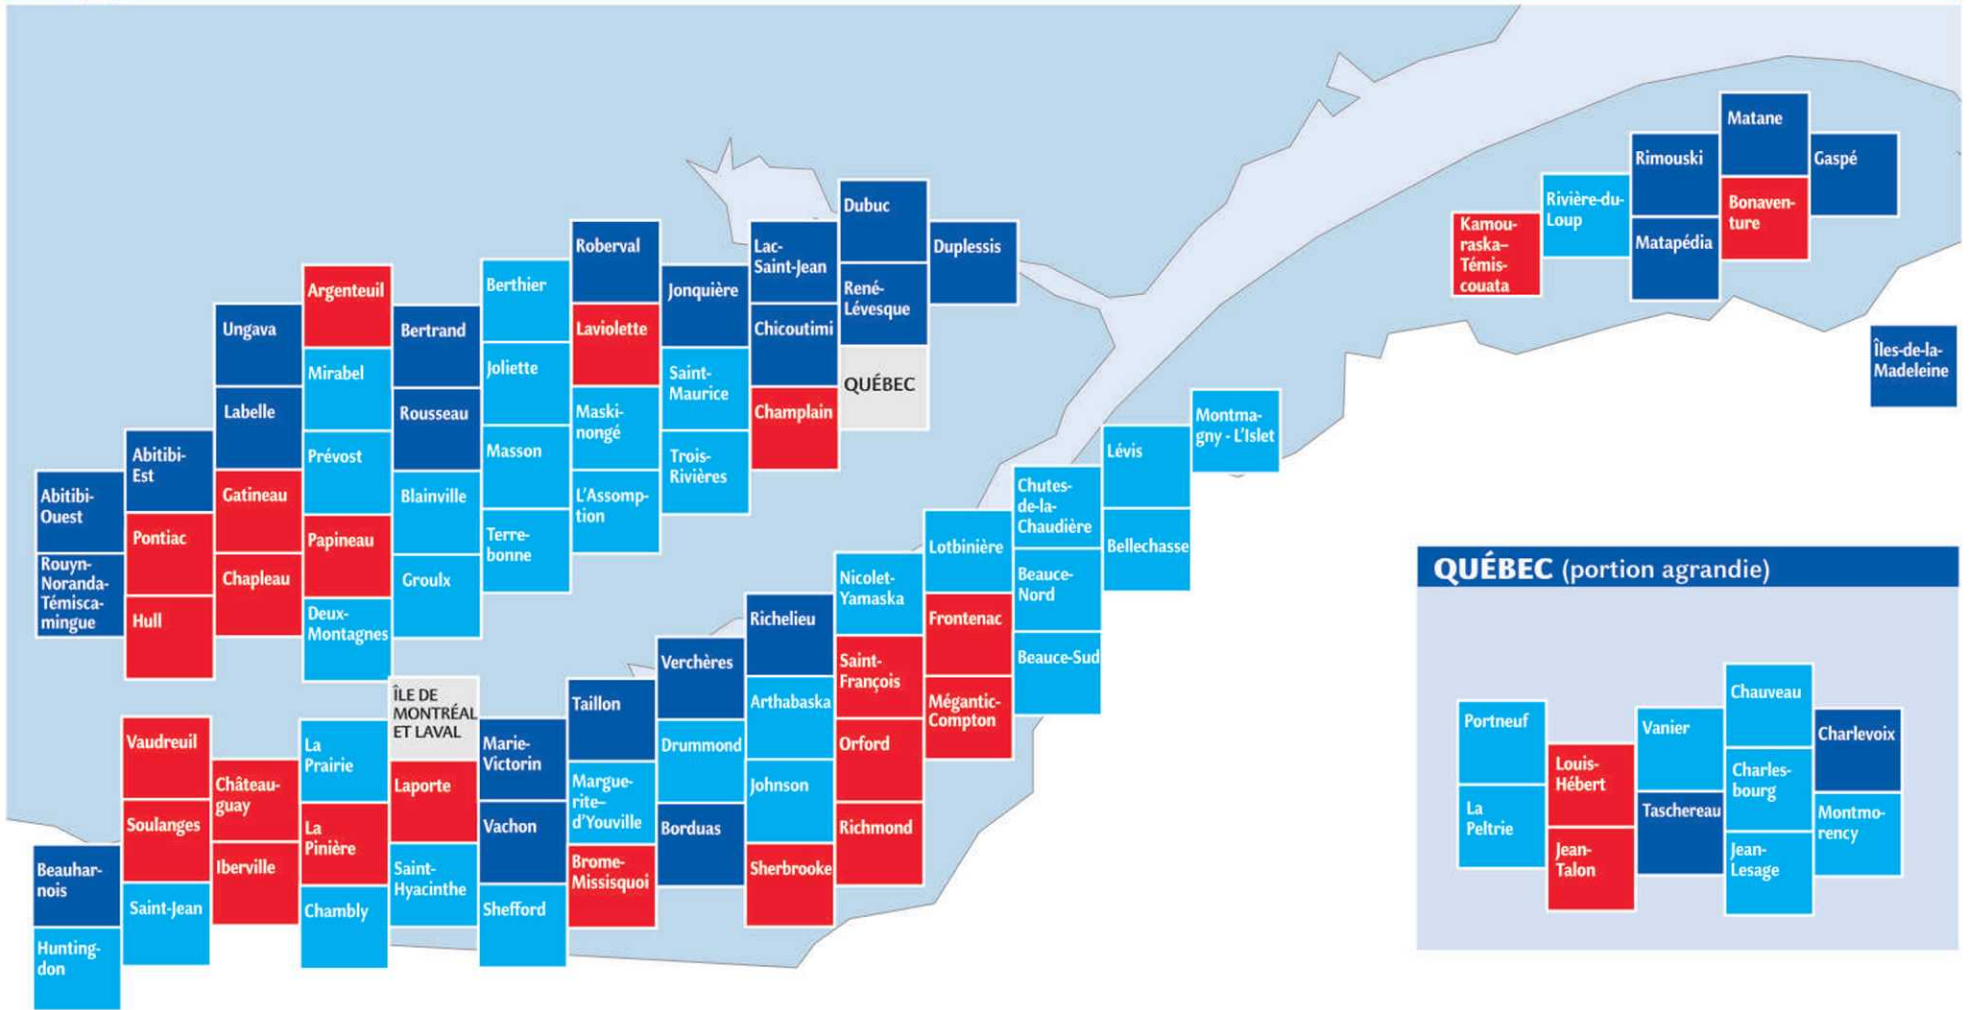 Matane
Rimouski
Gaspé
Rivière-du-
Loup
Bonaven-
ture
Kamou-
raska–
Témis-
couata
Matapédia
Îles-de-la-
Madeleine
Dubuc
Roberval
Lac-
Saint-Jean
Duplessis
Argenteuil
Berthier
Jonquière
René-
Lévesque
Ungava
Bertrand
Laviolette
Chicoutimi
Mirabel
Joliette
Saint-
Maurice
QUÉBEC
Labelle
Rousseau
Maski-
nongé
Champlain
Abitibi-
Est
Prévost
Masson
Trois-
Rivières
Abitibi-
Ouest
Gatineau
Blainville
L'Assomp-
tion
Pontiac
Papineau
Terre-
bonne
Rouyn-
Noranda-
Témisca-
mingue
Chapleau
Groulx
Hull
Deux-
Montagnes
Montma-
gny - L'Islet
Lévis
Chutes-
de-la-
Chaudière
Lotbinière
Bellechasse
Nicolet-
Yamaska
Beauce-
Nord
Richelieu
Frontenac
Verchères
Saint-
François
Beauce-Sud
ÎLE DE
MONTRÉAL
ET LAVAL
Taillon
Arthabaska
Mégantic-
Compton
Vaudreuil
La
Prairie
Marie-
Victorin
Drummond
Orford
Château-
guay
Laporte
Margue-
rite–
d'Youville
Johnson
Soulanges
La
Pinière
Vachon
Borduas
Richmond
Beauhar-
nois
Iberville
Saint-
Hyacinthe
Brome-
Missisquoi
Sherbrooke
Saint-Jean
Chambly
Shefford
Hunting-
don
QUÉBEC (portion agrandie)
Chauveau
Portneuf
Vanier
Charlevoix
Louis-
Hébert
Charles-
bourg
La
Peltrie
Taschereau
Montmo-
rency
Jean-
Talon
Jean-
Lesage